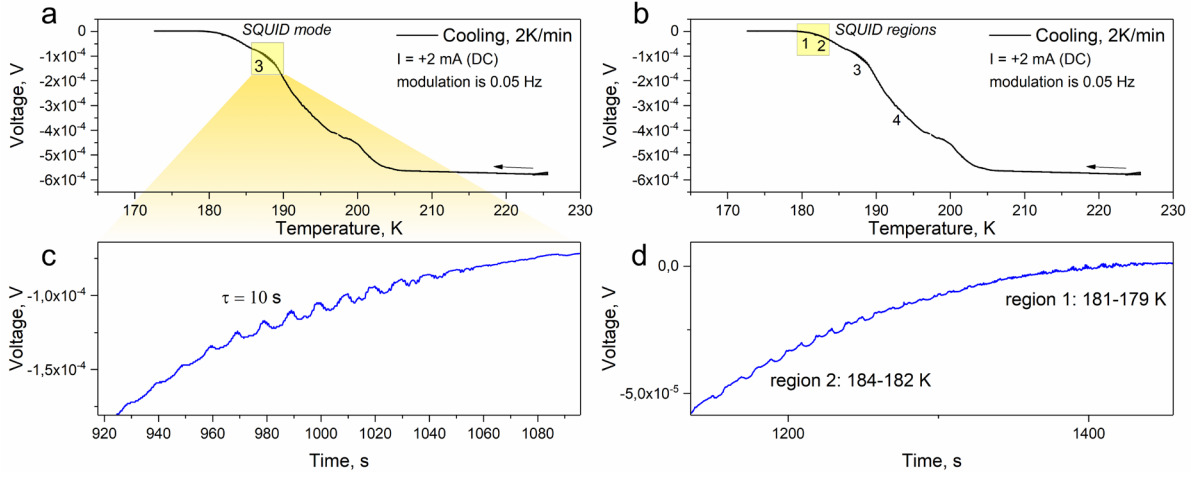 a
SQUID mode
Cooling, 2K/min
I = +2 mA (DC)
modulation is 0.05 Hz
3
0
-1x10⁻⁴
-2x10⁻⁴
-3x10⁻⁴
-4x10⁻⁴
-5x10⁻⁴
-6x10⁻⁴
Voltage, V
170 180 190 200 210 220 230
Temperature, K
b
SQUID regions
Cooling, 2K/min
I = +2 mA (DC)
modulation is 0.05 Hz
1 2
3
4
0
-1x10⁻⁴
-2x10⁻⁴
-3x10⁻⁴
-4x10⁻⁴
-5x10⁻⁴
-6x10⁻⁴
Voltage, V
170 180 190 200 210 220 230
Temperature, K
c
τ = 10 s
-1,0x10⁻⁴
-1,5x10⁻⁴
Voltage, V
920 940 960 980 1000 1020 1040 1060 1080
Time, s
d
0,0
-5,0x10⁻⁵
Voltage, V
region 1: 181-179 K
region 2: 184-182 K
1200 1400
Time, s